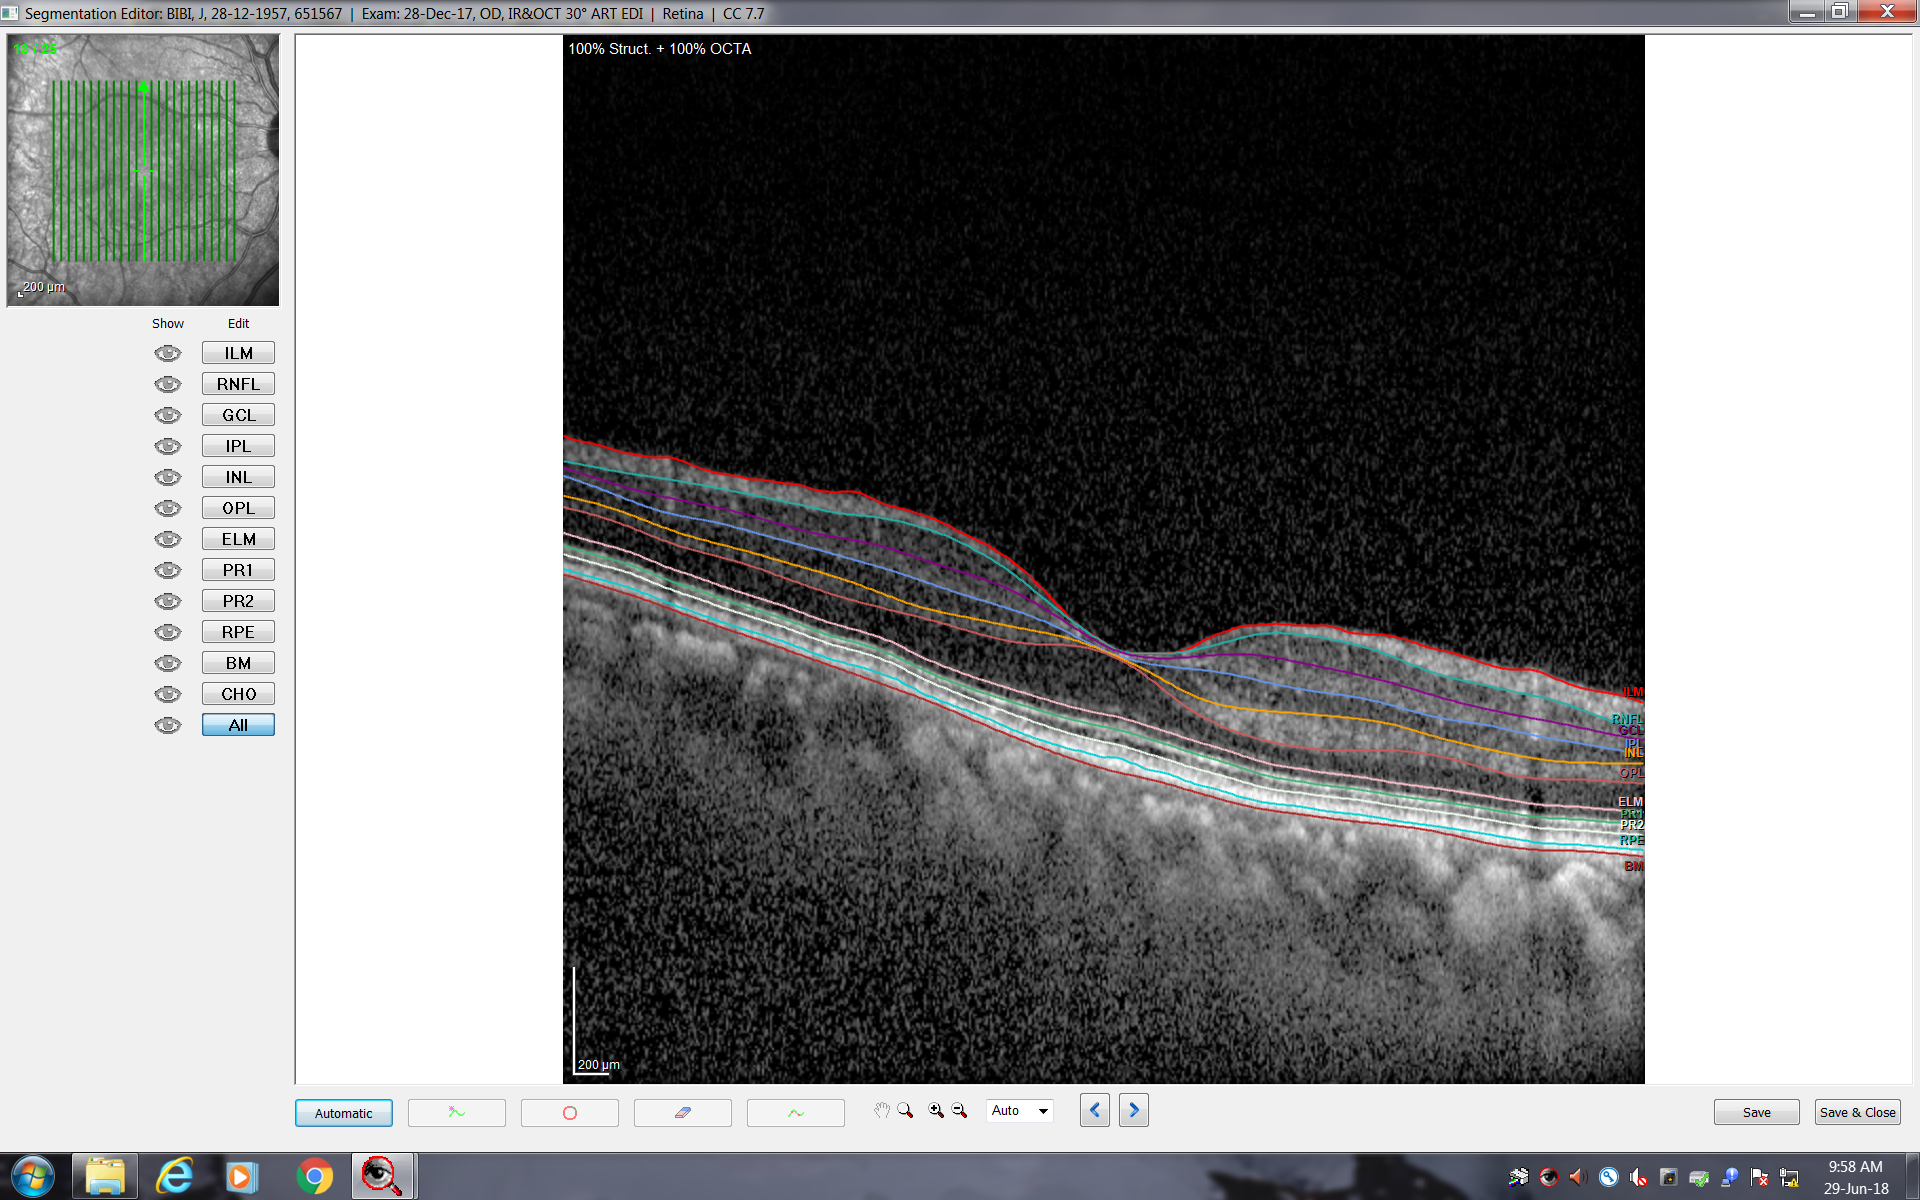 Segmentation Editor: BIBI, J, 28-12-1957, 651567 | Exam: 28-Dec-17, OD, IR&OCT 30° ART EDI | Retina | CC 7.7
100% Struct. + 100% OCTA
200 µm
Show Edit
ILM
RNFL
GCL
IPL
INL
OPL
ELM
PR1
PR2
RPE
BM
CHO
All
ILM
RNFL
GCL
IPL
INL
OPL
ELM
PR1
PR2
RPE
BM
200 µm
Automatic
Auto
Save
Save & Close
9:58 AM
29-Jun-18